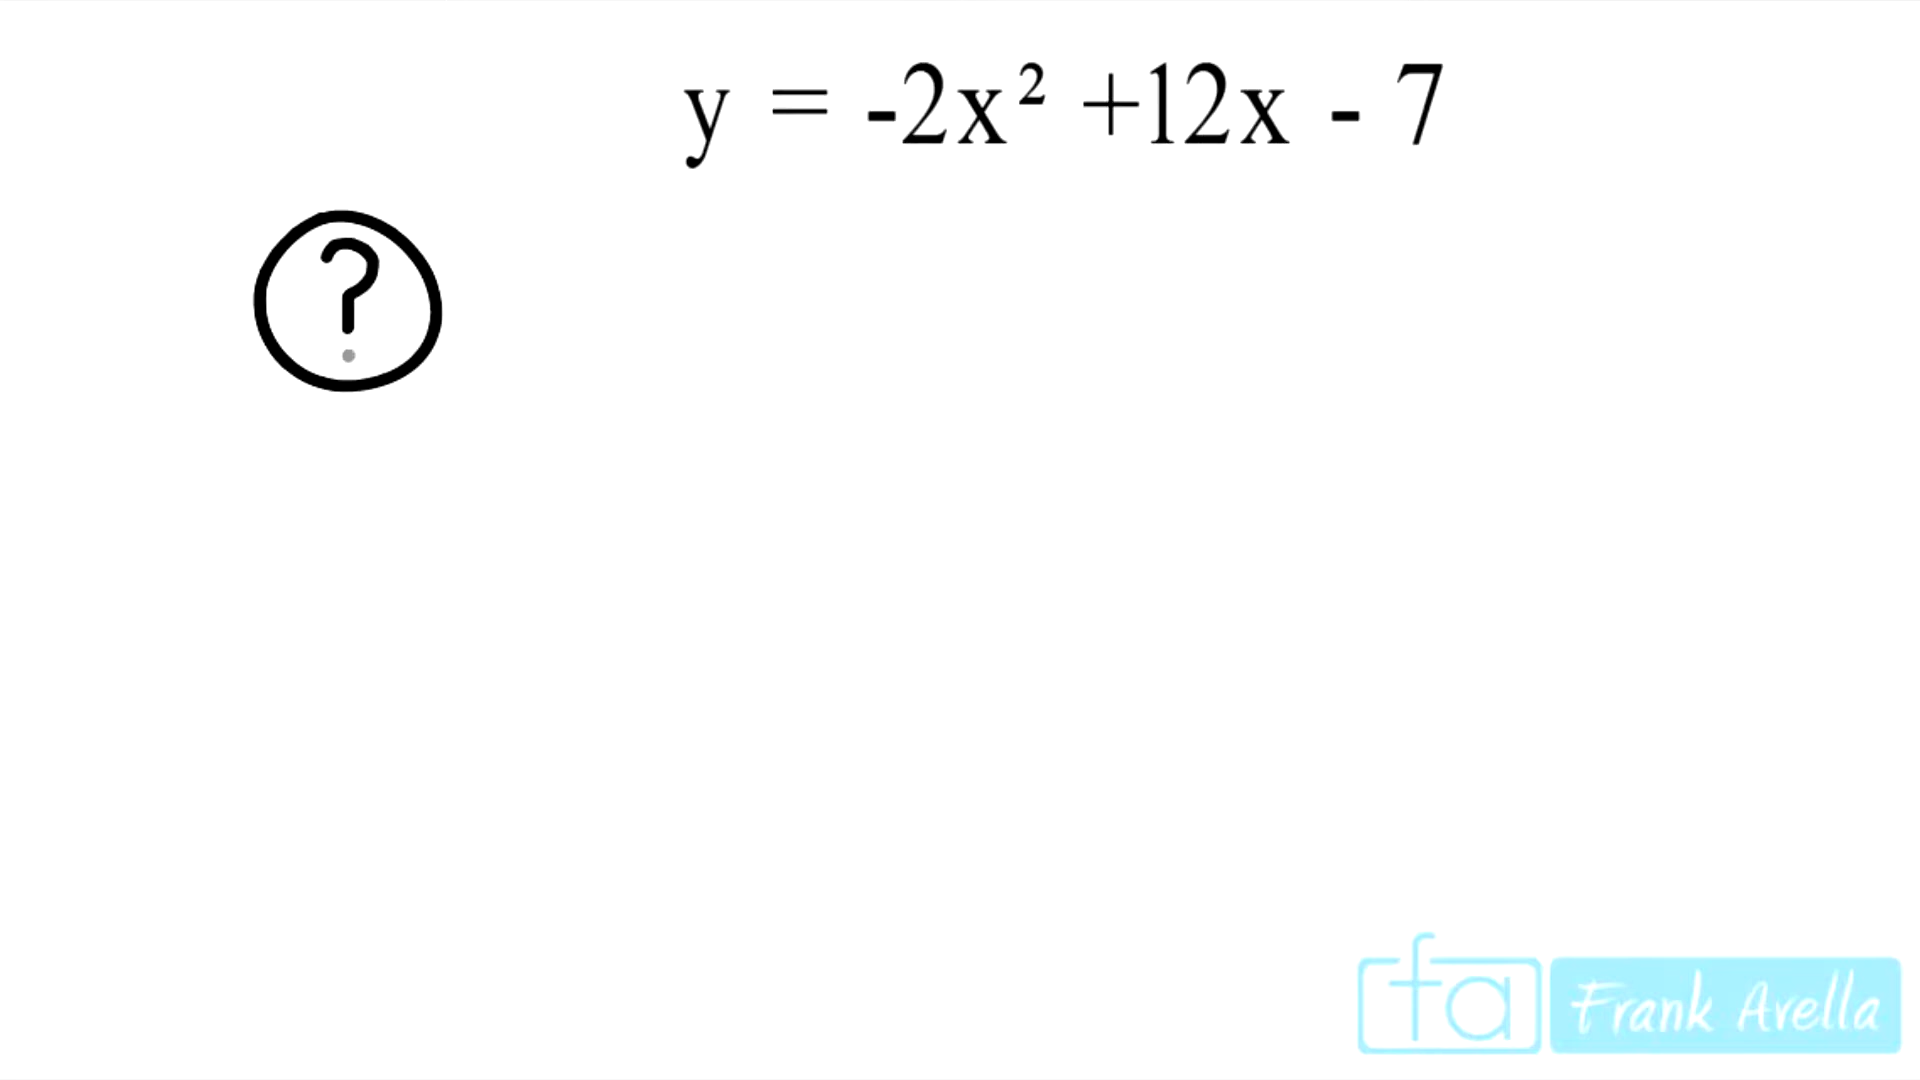 y = -2x² +12x - 7
?
fa Frank Avella